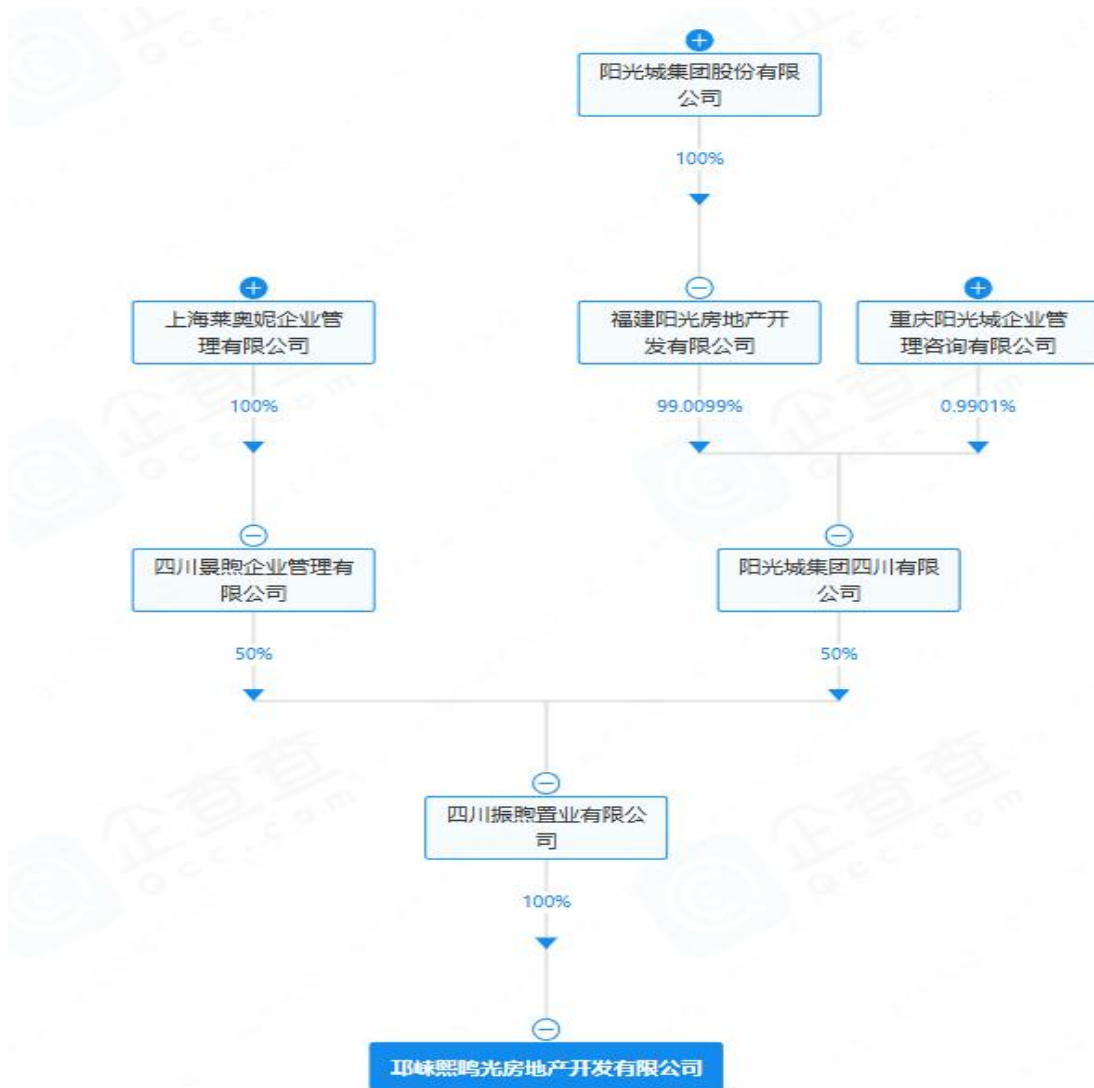 阳光城集团股份有限
公司
100%
上海莱奥妮企业管
理有限公司
福建阳光房地产开
发有限公司
重庆阳光城企业管
理咨询有限公司
100%
99.0099%
0.9901%
四川景煦企业管理有
限公司
阳光城集团四川有限
公司
50%
50%
四川振煦置业有限公
司
100%
邛崃熙鸣光房地产开发有限公司
企查查
Qcc.com